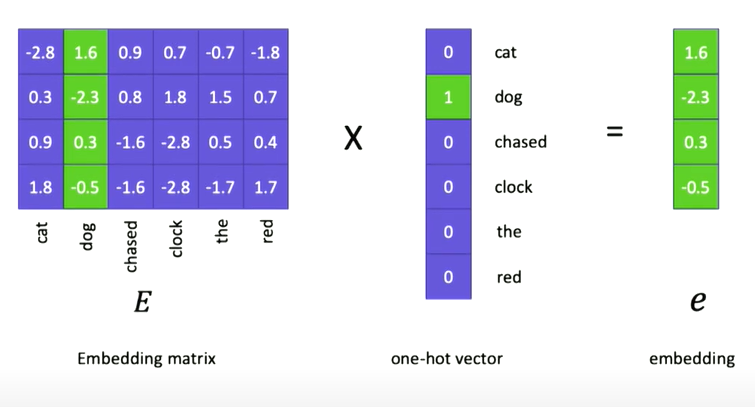 -2.8 1.6 0.9 0.7 -0.7 -1.8 0 cat 1.6
0.3 -2.3 0.8 1.8 1.5 0.7 1 dog -2.3
0.9 0.3 -1.6 -2.8 0.5 0.4 X 0 chased = 0.3
1.8 -0.5 -1.6 -2.8 -1.7 1.7 0 clock -0.5
cat dog chased clock the red 0 the
0 red
E e
Embedding matrix one-hot vector embedding